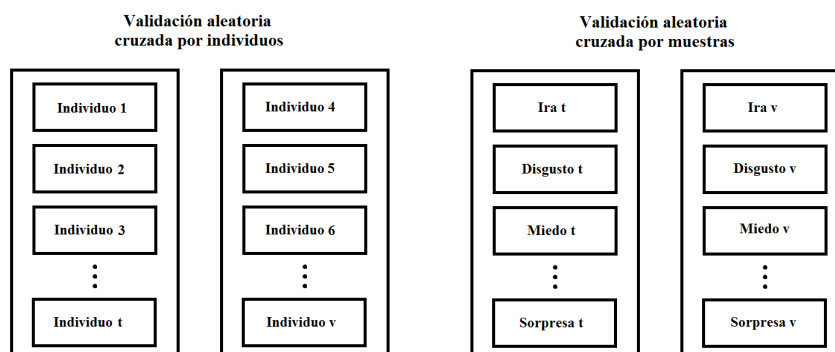 Validación aleatoria
cruzada por individuos
Individuo 1
Individuo 2
Individuo 3
Individuo t
Individuo 4
Individuo 5
Individuo 6
Individuo v
Validación aleatoria
cruzada por muestras
Ira t
Disgusto t
Miedo t
Sorpresa t
Ira v
Disgusto v
Miedo v
Sorpresa v